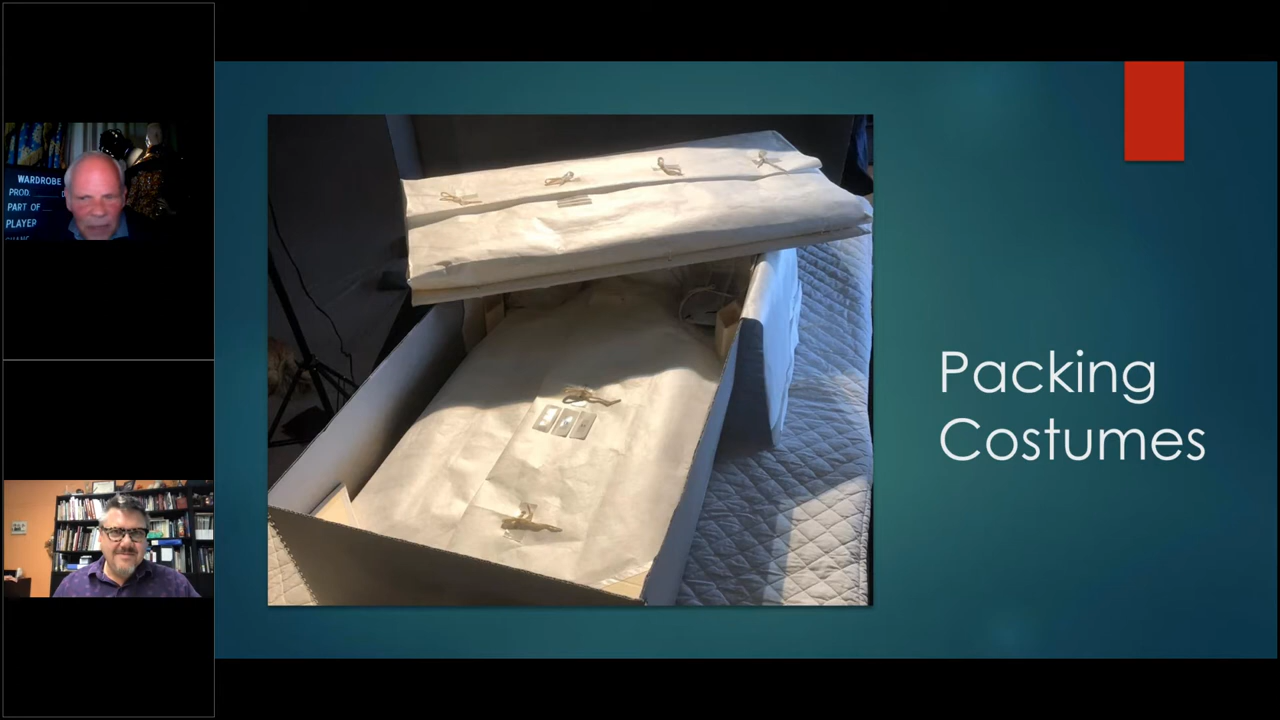 WARDROBE
PROD.
PART OF
PLAYER
Packing
Costumes